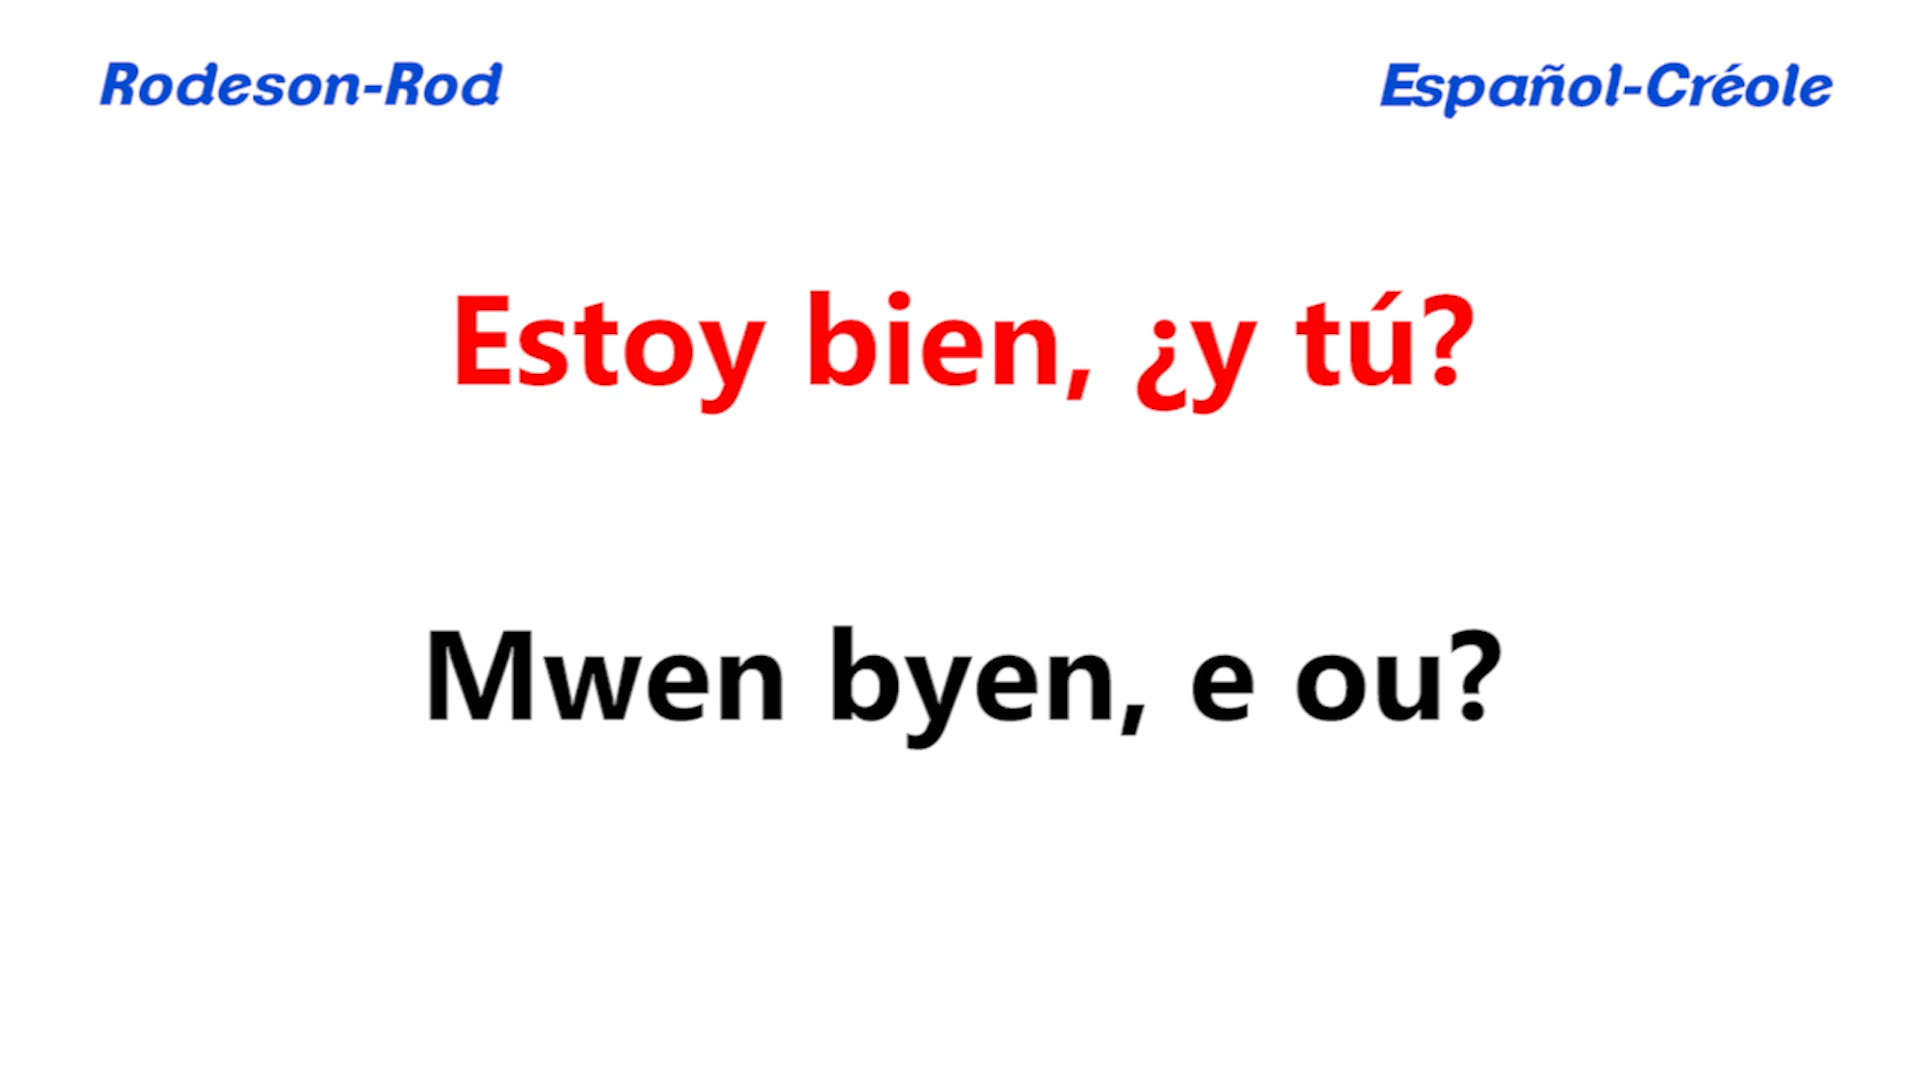 Rodeson-Rod
Español-Créole
Estoy bien, ¿y tú?
Mwen byen, e ou?